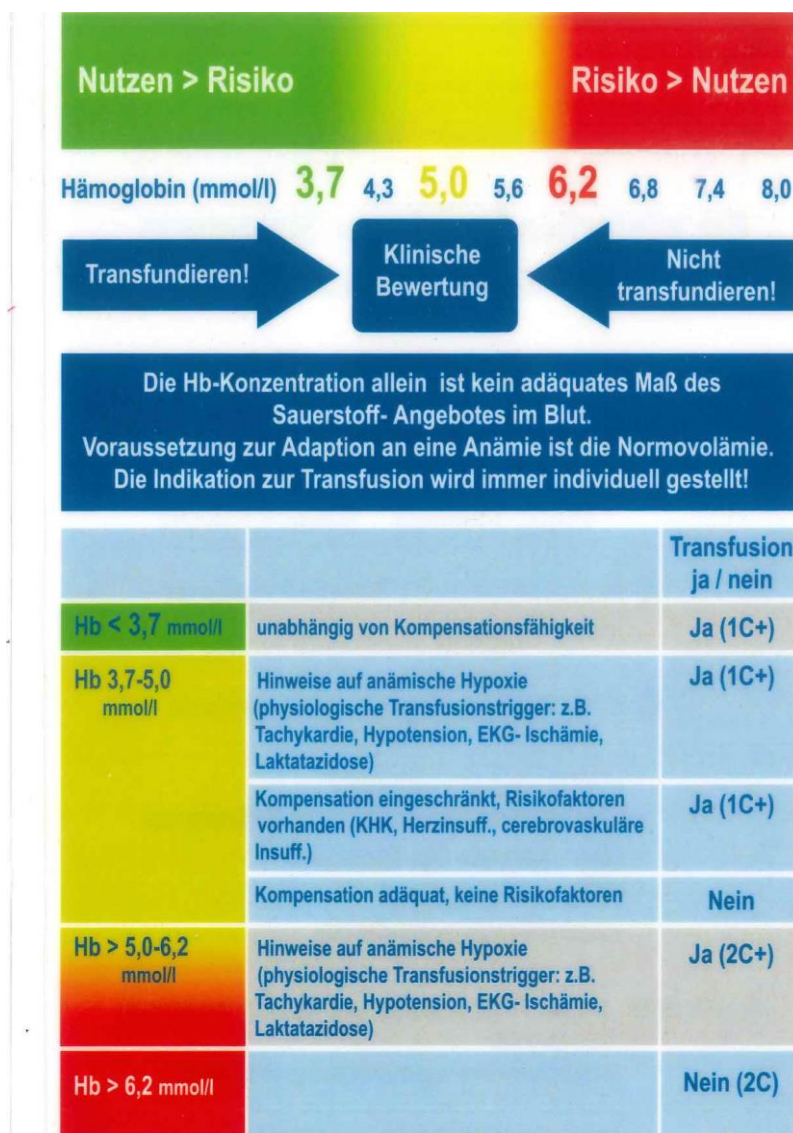 Nutzen > Risiko Risiko > Nutzen
Hämoglobin (mmol/l) 3,7 4,3 5,0 5,6 6,2 6,8 7,4 8,0
Transfundieren!
Klinische
Bewertung
Nicht
transfundieren!
Die Hb-Konzentration allein ist kein adäquates Maß des
Sauerstoff- Angebotes im Blut.
Voraussetzung zur Adaption an eine Anämie ist die Normovolämie.
Die Indikation zur Transfusion wird immer individuell gestellt!
Transfusion
ja / nein
Hb < 3,7 mmol/l unabhängig von Kompensationsfähigkeit Ja (1C+)
Hb 3,7-5,0
mmol/l
Hinweise auf anämische Hypoxie
(physiologische Transfusionstrigger: z.B.
Tachykardie, Hypotension, EKG- Ischämie,
Laktatazidose)
Ja (1C+)
Kompensation eingeschränkt, Risikofaktoren
vorhanden (KHK, Herzinsuff., cerebrovaskuläre
Insuff.)
Ja (1C+)
Kompensation adäquat, keine Risikofaktoren Nein
Hb > 5,0-6,2
mmol/l
Hinweise auf anämische Hypoxie
(physiologische Transfusionstrigger: z.B.
Tachykardie, Hypotension, EKG- Ischämie,
Laktatazidose)
Ja (2C+)
Hb > 6,2 mmol/l Nein (2C)